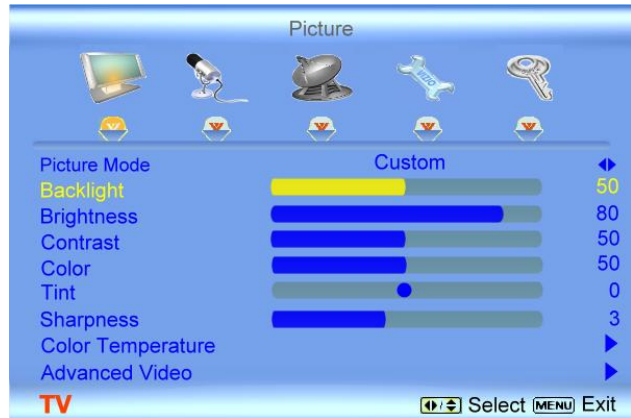 Picture
VIZIO
Picture Mode Custom
Backlight 50
Brightness 80
Contrast 50
Color 50
Tint 0
Sharpness 3
Color Temperature
Advanced Video
TV Select MENU Exit